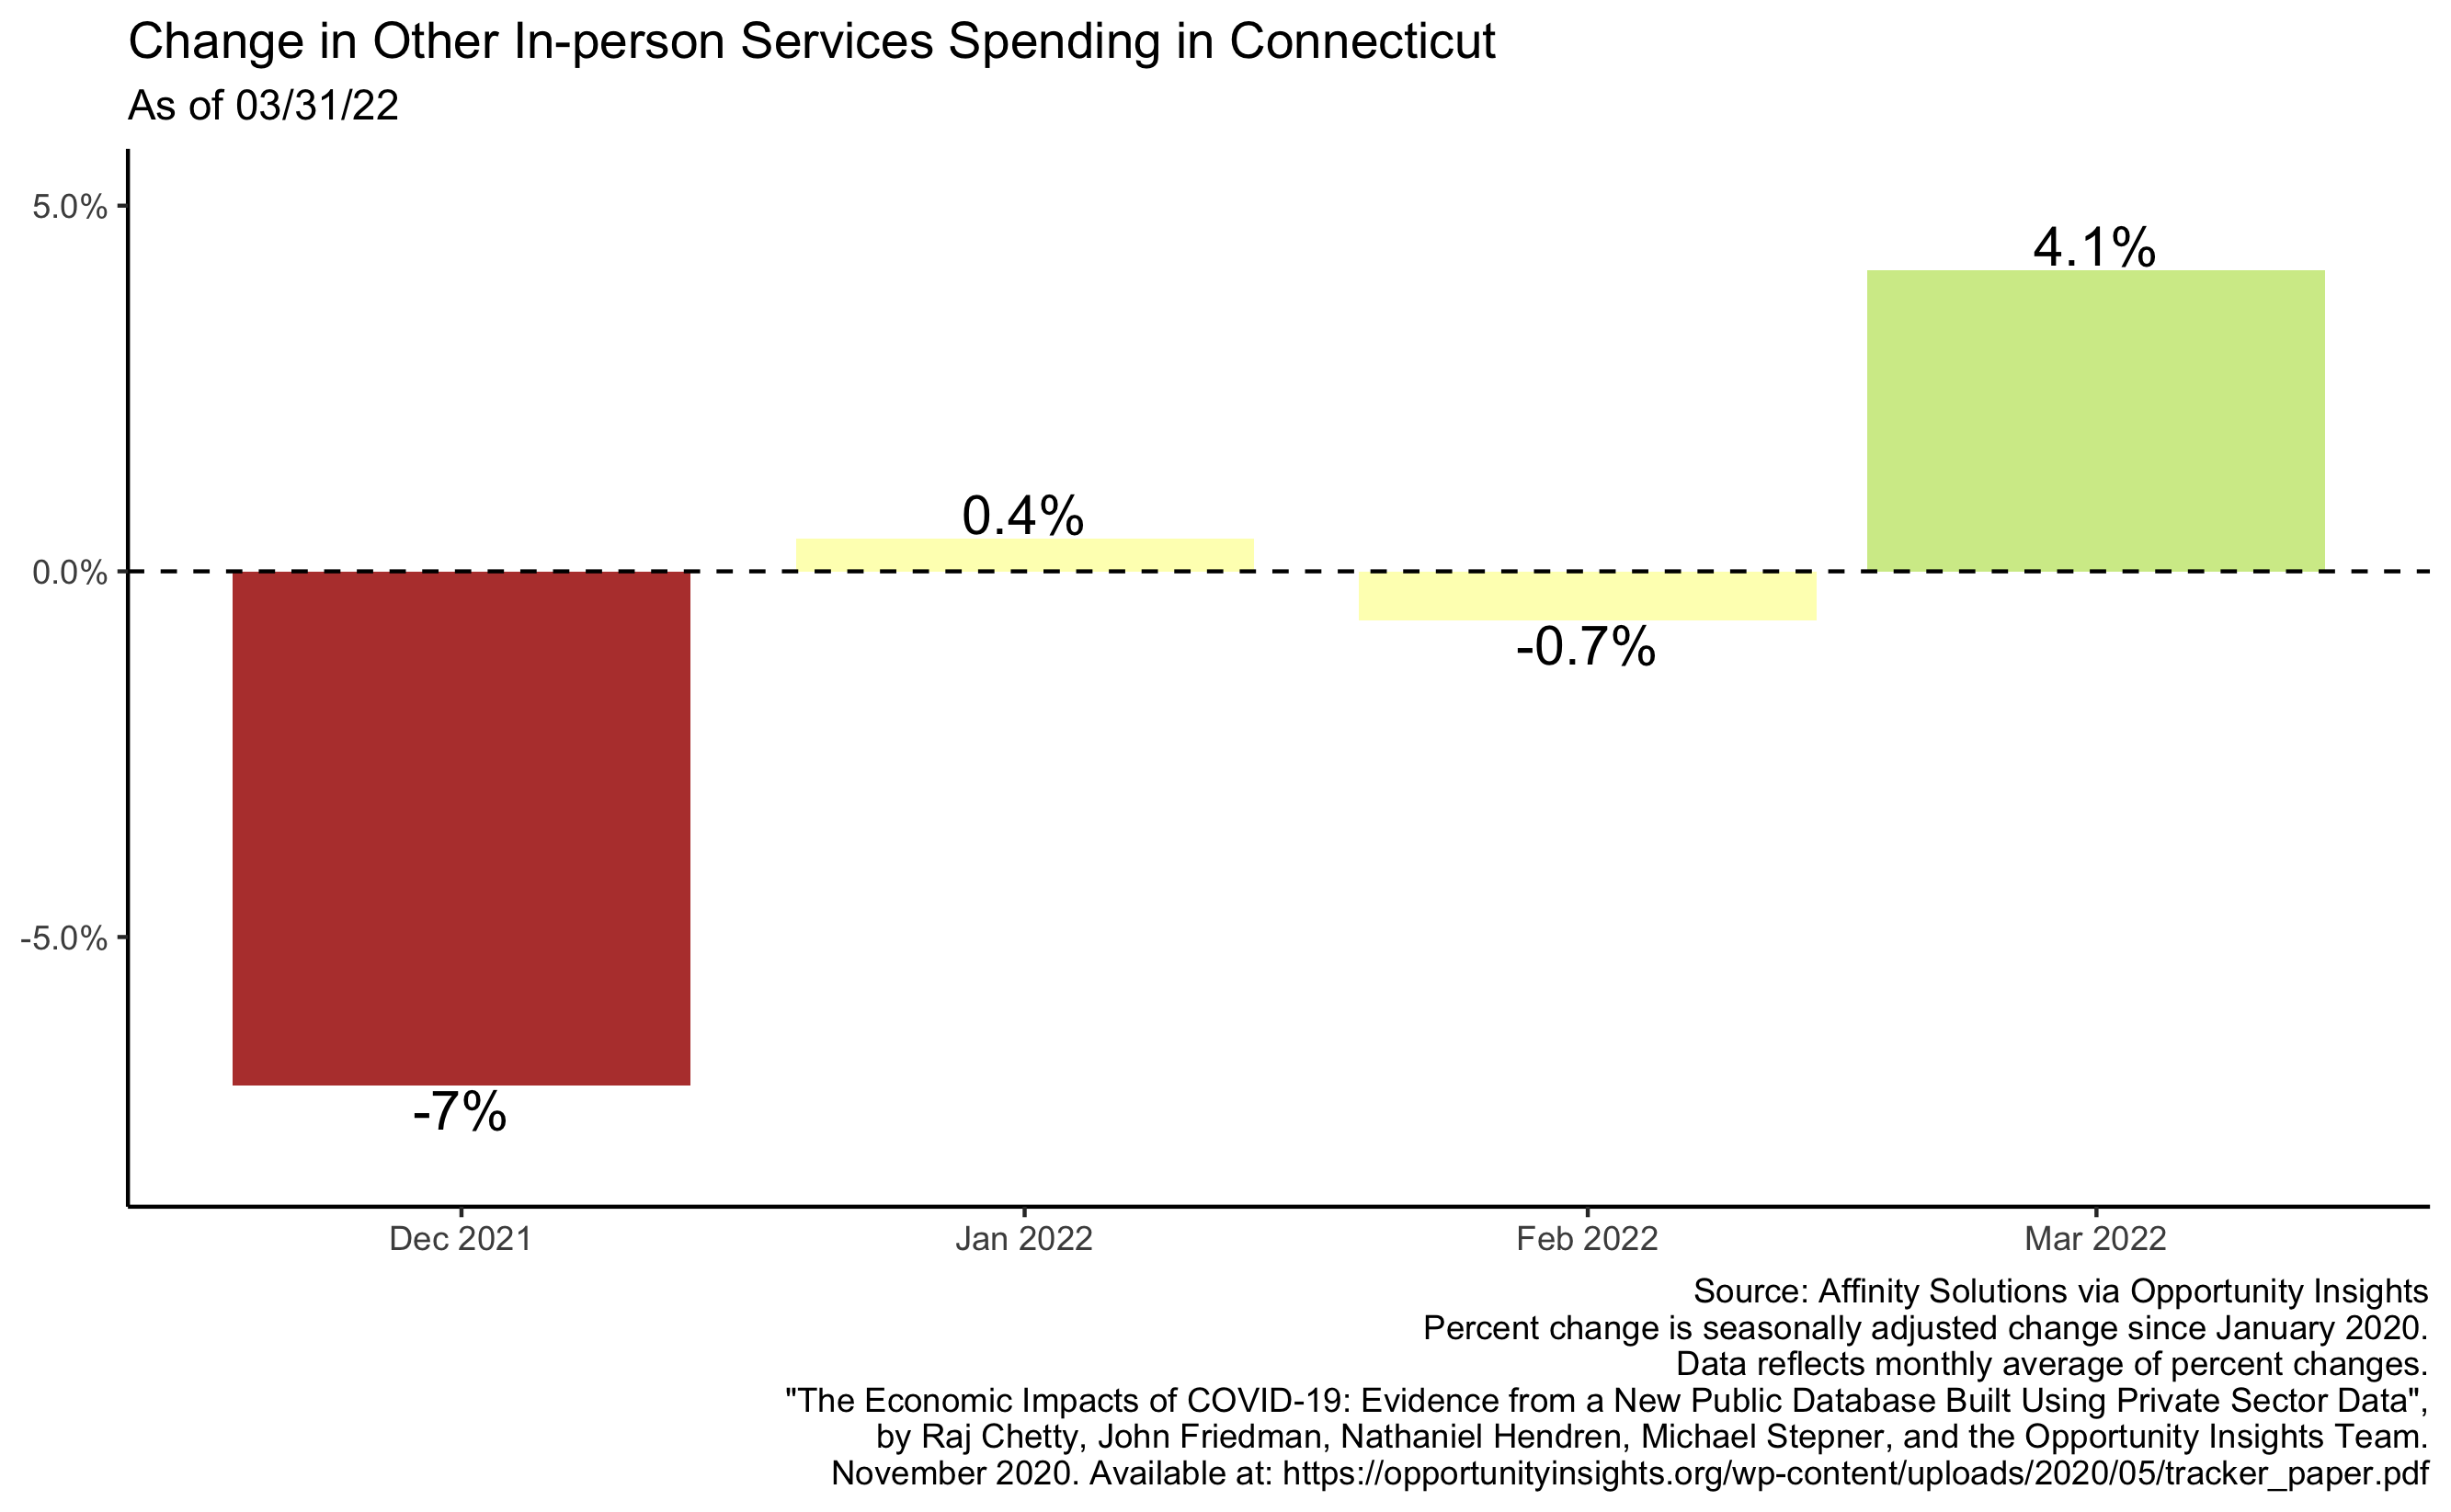 Change in Other In-person Services Spending in Connecticut
As of 03/31/22
5.0%
0.0%
-5.0%
-7%
0.4%
-0.7%
4.1%
Dec 2021
Jan 2022
Feb 2022
Mar 2022
Source: Affinity Solutions via Opportunity Insights
Percent change is seasonally adjusted change since January 2020.
Data reflects monthly average of percent changes.
"The Economic Impacts of COVID-19: Evidence from a New Public Database Built Using Private Sector Data",
by Raj Chetty, John Friedman, Nathaniel Hendren, Michael Stepner, and the Opportunity Insights Team.
November 2020. Available at: https://opportunityinsights.org/wp-content/uploads/2020/05/tracker_paper.pdf